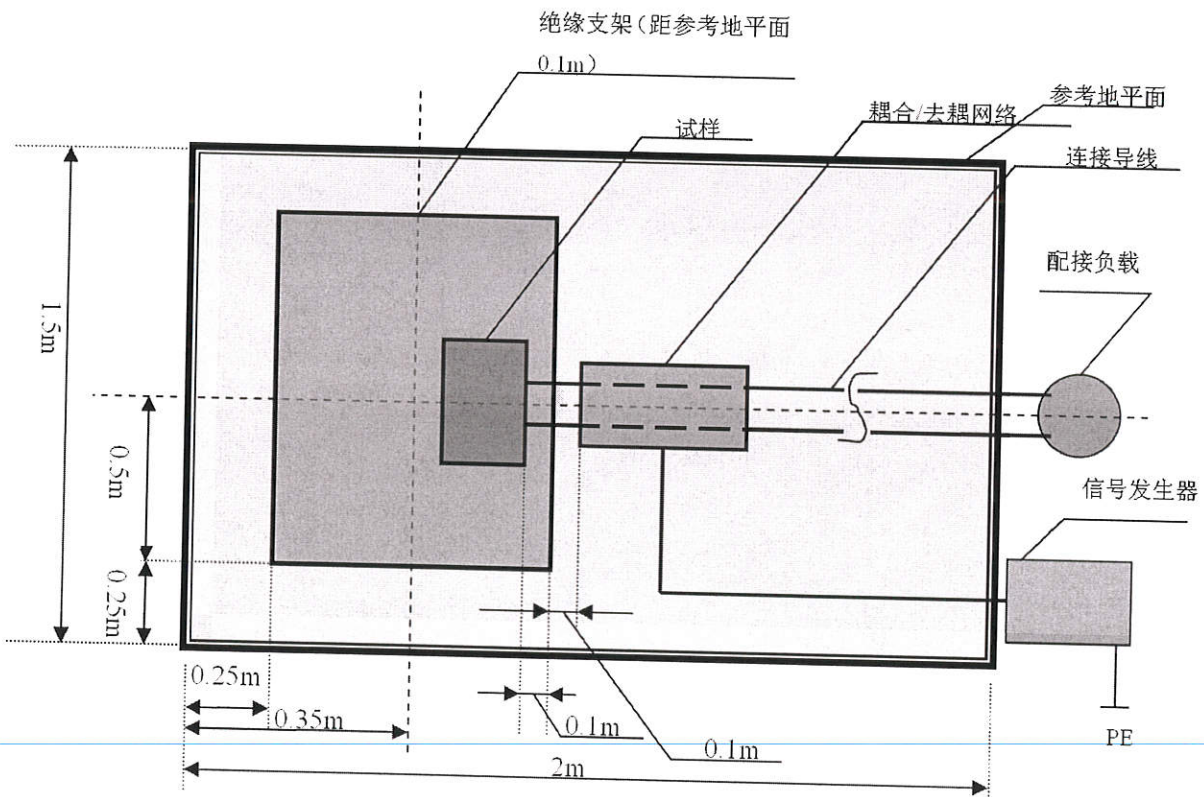 绝缘支架（距参考地平面
0.1m）
参考地平面
耦合/去耦网络
试样
连接导线
配接负载
1.5m
0.5m
信号发生器
0.25m
0.25m
0.35m
0.1m
0.1m
PE
2m